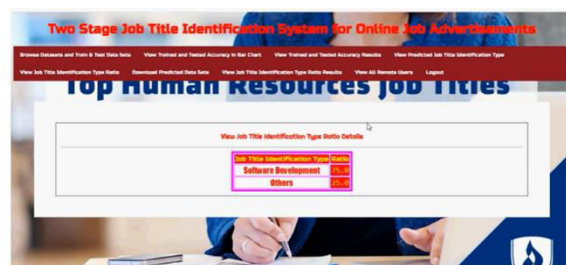 Two Stage Job Title Identification System for Online Job Advertisements
Browse Datasets and Train & Test Data Sets View Trained and Tested Accuracy in Bar Chart View Trained and Tested Accuracy Results View Predicted Job Title Identification Type
View Job Title Identification Type Ratio Download Predicted Data Sets View Job Title Identification Type Ratio Results View All Remote Users Logout
Top Human Resources Job Titles
View Job Title Identification Type Ratio Details
Job Title Identification Type Ratio
Software Development 75.0
Others 25.0